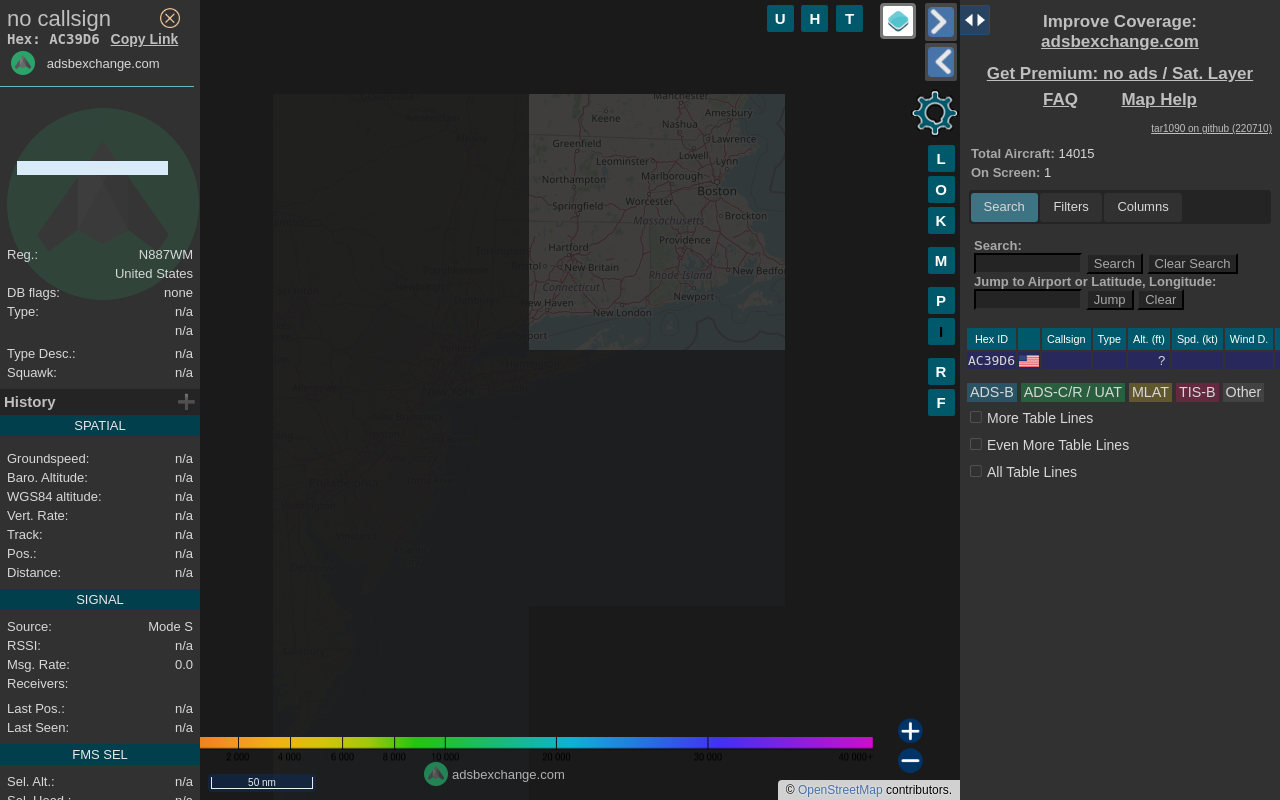 no callsign
Hex: AC39D6 Copy Link
adsbexchange.com
Reg.: N887WM
United States
DB flags: none
Type: n/a
n/a
Type Desc.: n/a
Squawk: n/a
History
SPATIAL
Groundspeed: n/a
Baro. Altitude: n/a
WGS84 altitude: n/a
Vert. Rate: n/a
Track: n/a
Pos.: n/a
Distance: n/a
SIGNAL
Source: Mode S
RSSI: n/a
Msg. Rate: 0.0
Receivers:
Last Pos.: n/a
Last Seen: n/a
FMS SEL
Sel. Alt.: n/a
Sel. Head.: n/a
U H T
L
O
K
M
P
I
R
F
Manchester
Keene
Amesbury
Nashua
Greenfield
Lawrence
Leominster
Lowell
Lynn
Northampton
Marlborough
Boston
Springfield
Worcester
Massachusetts
Brockton
Hartford
Providence
New Britain
Rhode Island
New Bedford
Connecticut
Newport
New Haven
New London
Philadelphia
2 000 4 000 6 000 8 000 10 000 20 000 30 000 40 000+
adsbexchange.com
50 nm
© OpenStreetMap contributors.
Improve Coverage:
adsbexchange.com
Get Premium: no ads / Sat. Layer
FAQ Map Help
tar1090 on github (220710)
Total Aircraft: 14015
On Screen: 1
Search Filters Columns
Search:
Search Clear Search
Jump to Airport or Latitude, Longitude:
Jump Clear
Hex ID Callsign Type Alt. (ft) Spd. (kt) Wind D.
AC39D6 ?
ADS-B ADS-C/R / UAT MLAT TIS-B Other
More Table Lines
Even More Table Lines
All Table Lines